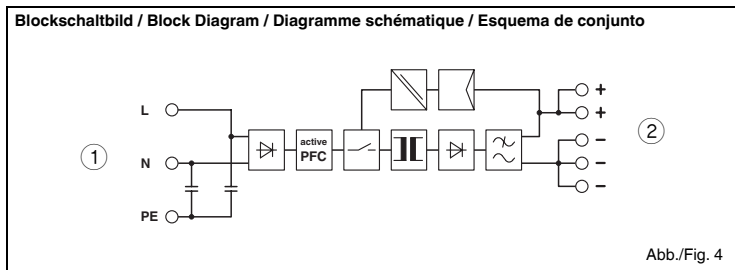 Blockschaltbild / Block Diagram / Diagramme schématique / Esquema de conjunto
L
1
N
PE
active
PFC
+
+
−
−
−
2
Abb./Fig. 4